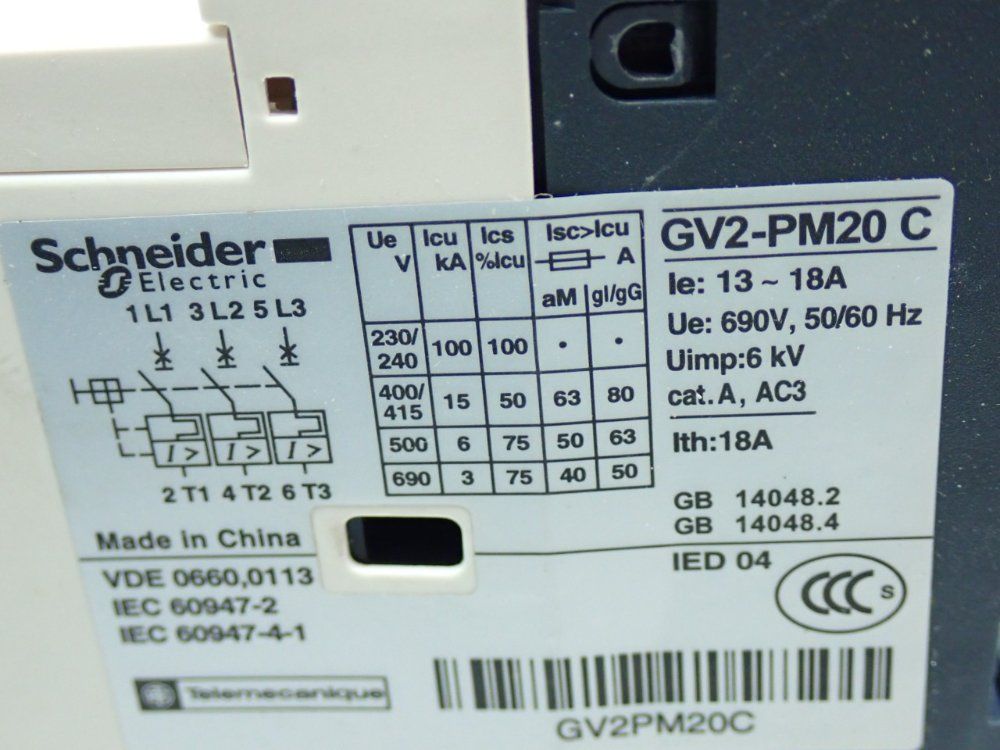 Schneider
Electric
1 L1 3 L2 5 L3
I > I > I >
2 T1 4 T2 6 T3
Ue V Icu kA Ics %Icu Isc>Icu A
aM gI/gG
230/240 100 100 • •
400/415 15 50 63 80
500 6 75 50 63
690 3 75 40 50
GV2-PM20 C
Ie: 13 ~ 18A
Ue: 690V, 50/60 Hz
Uimp:6 kV
cat.A, AC3
Ith:18A
GB 14048.2
GB 14048.4
Made in China
VDE 0660,0113
IEC 60947-2
IEC 60947-4-1
IED 04
CCC S
Telemecanique
GV2PM20C